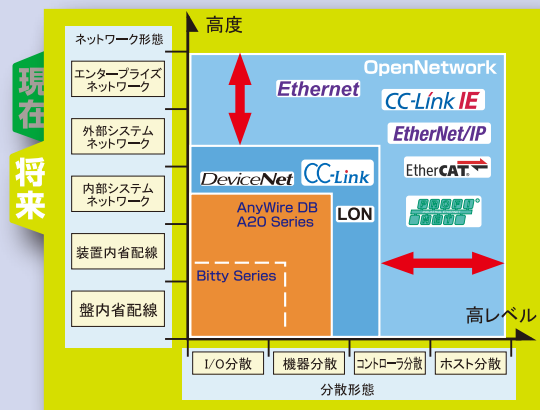 ネットワーク形態
高度
現在
将来
エンタープライズ
ネットワーク
外部システム
ネットワーク
内部システム
ネットワーク
装置内省配線
盤内省配線
OpenNetwork
Ethernet
CC-Link IE
EtherNet/IP
DeviceNet
CC-Link
EtherCAT
AnyWire DB
A20 Series
LON
Bitty Series
高レベル
I/O分散
機器分散
コントローラ分散
ホスト分散
分散形態